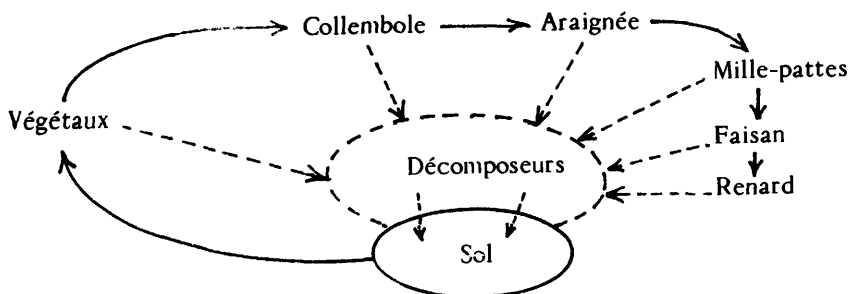 Collembole
Araignée
Mille-pattes
Végétaux
Faisan
Décomposeurs
Renard
Sol